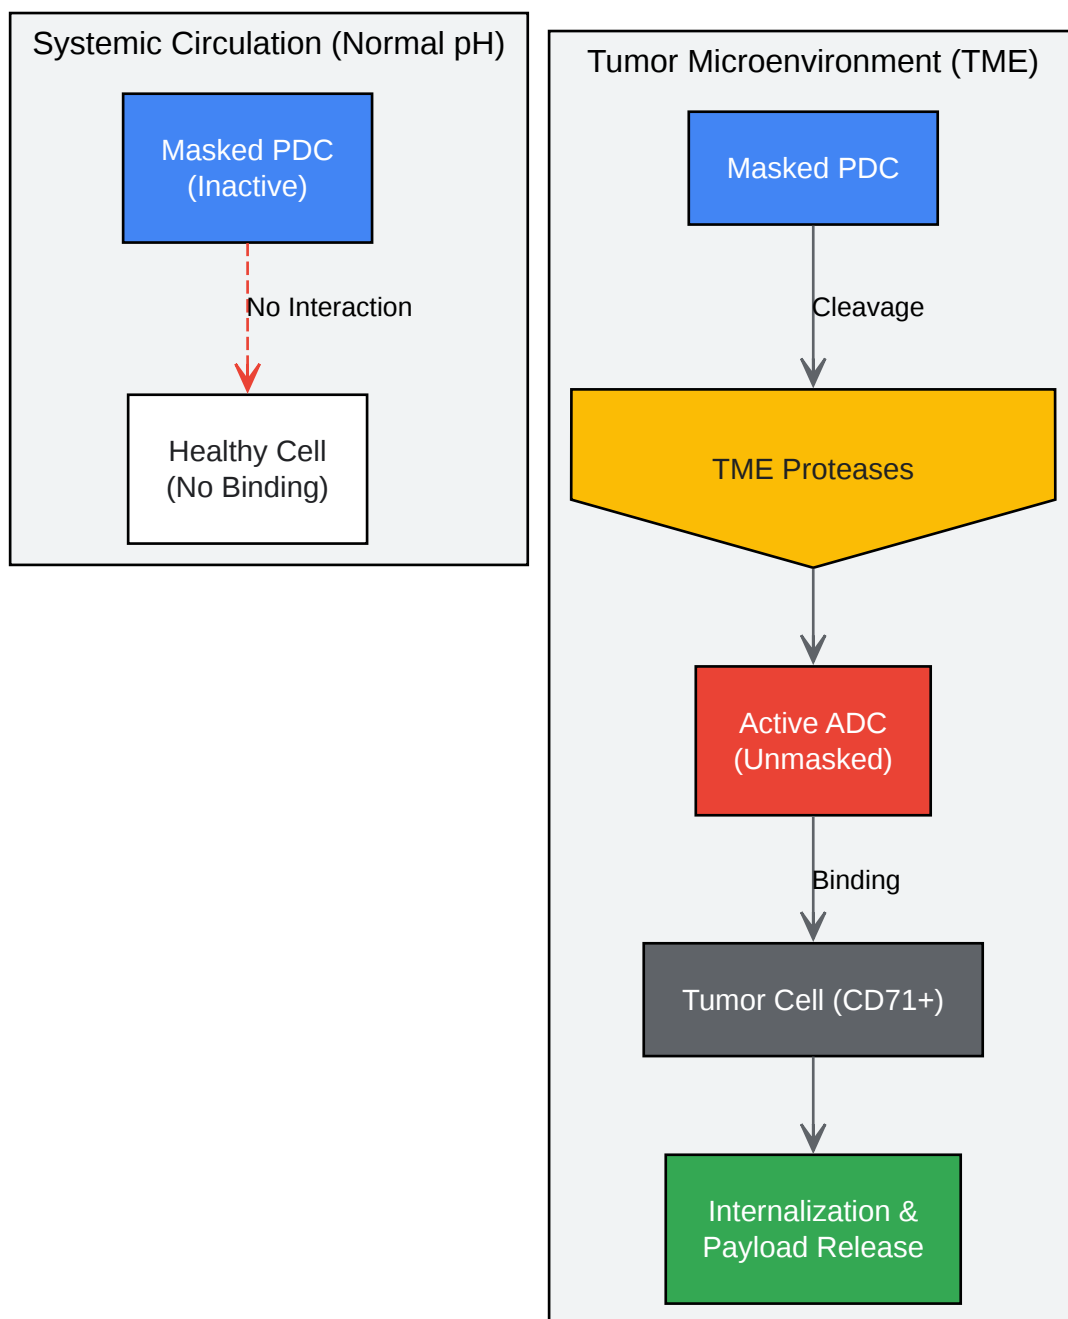 Systemic Circulation (Normal pH)
Masked PDC
(Inactive)
No Interaction
Healthy Cell
(No Binding)
Tumor Microenvironment (TME)
Masked PDC
Cleavage
TME Proteases
Active ADC
(Unmasked)
Binding
Tumor Cell (CD71+)
Internalization &
Payload Release